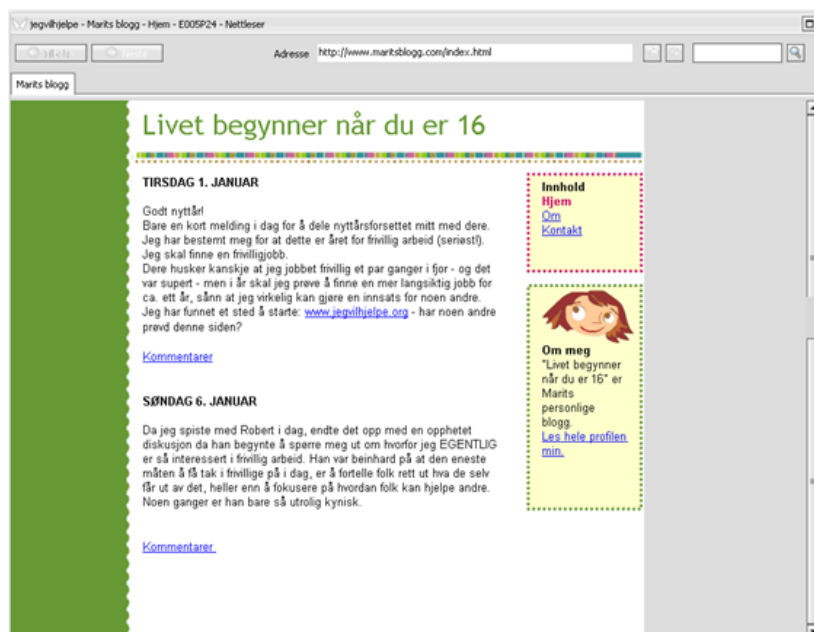 jegvilhjelpe - Marits blogg - Hjem - E005P24 - Nettleser
Adresse http://www.maritsblogg.com/index.html
Marits blogg
Livet begynner når du er 16
TIRSDAG 1. JANUAR
Godt nyttår!
Bare en kort melding i dag for å dele nyttårsforsettet mitt med dere.
Jeg har bestemt meg for at dette er året for frivillig arbeid (seriøst!).
Jeg skal finne en frivilligjobb.
Dere husker kanskje at jeg jobbet frivillig et par ganger i fjor - og det
var supert - men i år skal jeg prøve å finne en mer langsiktig jobb for
ca. ett år, sånn at jeg virkelig kan gjøre en innsats for noen andre.
Jeg har funnet et sted å starte: www.jegvilhjelpe.org - har noen andre
prøvd denne siden?
Kommentarer
SØNDAG 6. JANUAR
Da jeg spiste med Robert i dag, endte det opp med en opphetet
diskusjon da han begynte å spørre meg ut om hvorfor jeg EGENTLIG
er så interessert i frivillig arbeid. Han var beinhard på at den eneste
måten å få tak i frivillige på i dag, er å fortelle folk rett ut hva de selv
får ut av det, heller enn å fokusere på hvordan folk kan hjelpe andre.
Noen ganger er han bare så utrolig kynisk.
Kommentarer
Innhold
Hjem
Om
Kontakt
Om meg
"Livet begynner
når du er 16" er
Marits
personlige
blogg.
Les hele profilen
min.